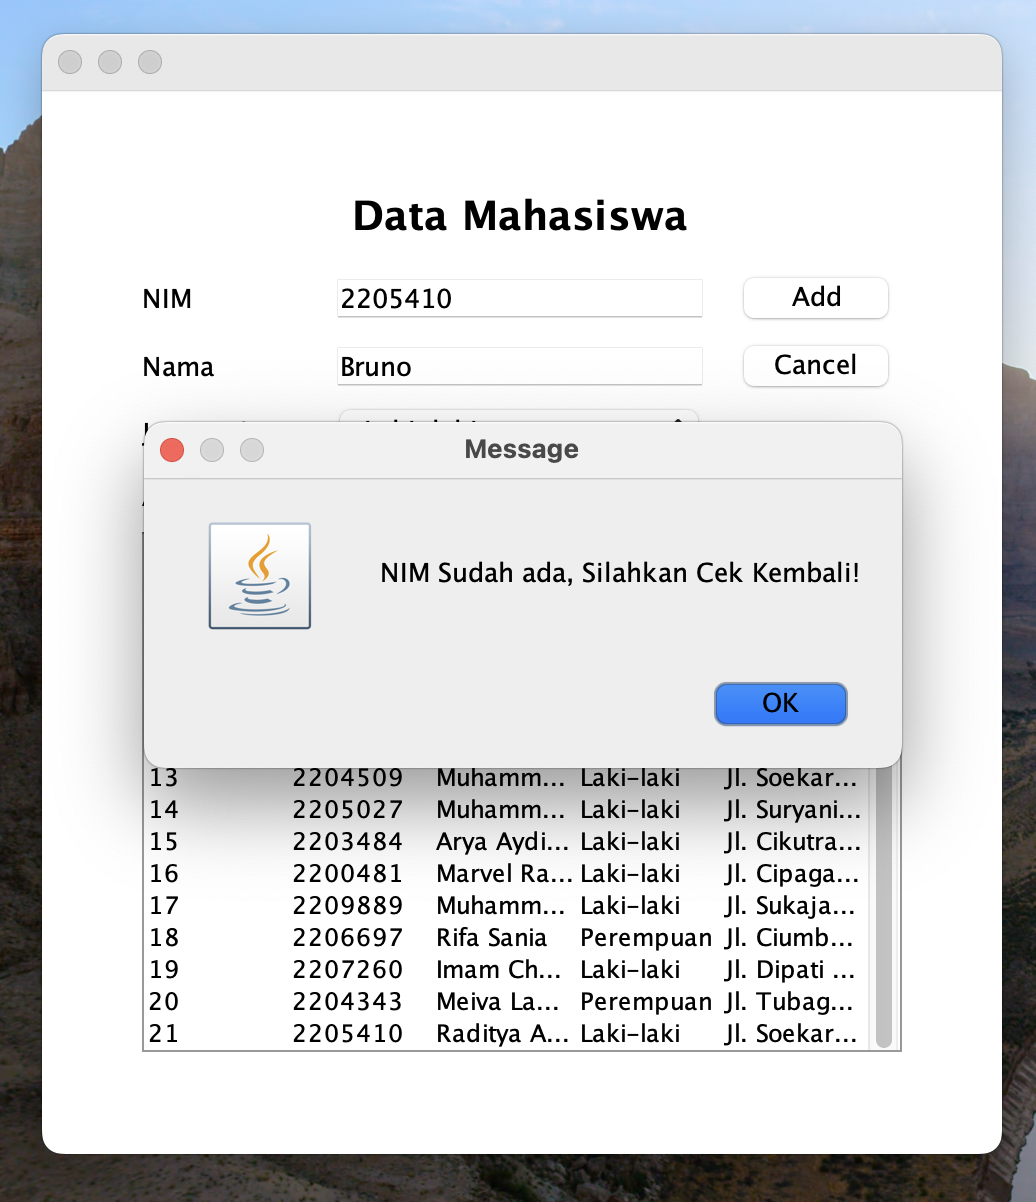 Data Mahasiswa
NIM 2205410 Add
Nama Bruno Cancel
Message
NIM Sudah ada, Silahkan Cek Kembali!
OK
13 2204509 Muhamm... Laki-laki Jl. Soekar...
14 2205027 Muhamm... Laki-laki Jl. Suryani...
15 2203484 Arya Aydi... Laki-laki Jl. Cikutra...
16 2200481 Marvel Ra... Laki-laki Jl. Cipaga...
17 2209889 Muhamm... Laki-laki Jl. Sukaja...
18 2206697 Rifa Sania Perempuan Jl. Ciumb...
19 2207260 Imam Ch... Laki-laki Jl. Dipati ...
20 2204343 Meiva La... Perempuan Jl. Tubag...
21 2205410 Raditya A... Laki-laki Jl. Soekar...